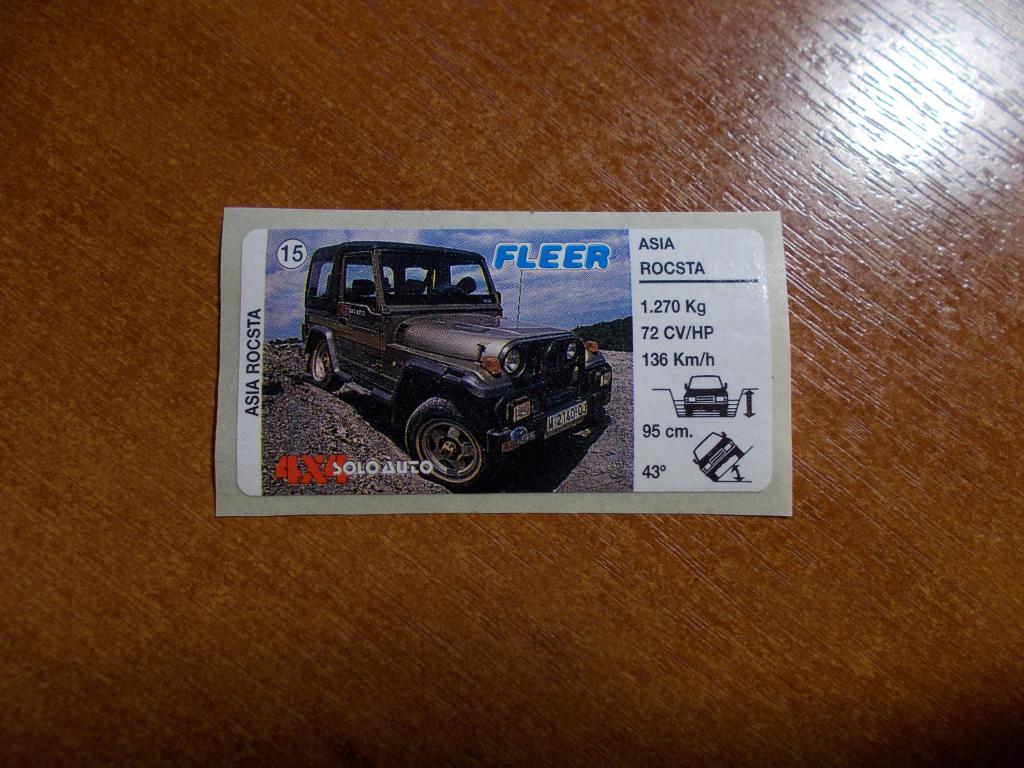 15
FLEER
ASIA ROCSTA
4X4 SOLO AUTO
ASIA
ROCSTA
1.270 Kg
72 CV/HP
136 Km/h
95 cm.
43º